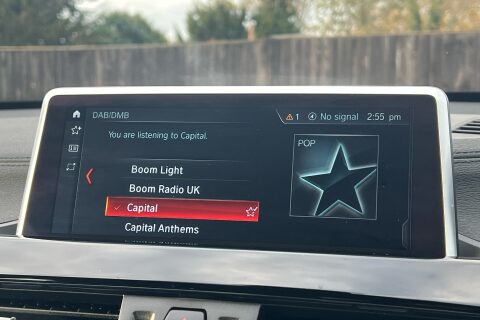 DAB/DMB
1 No signal 2:55 pm
You are listening to Capital.
POP
Boom Light
Boom Radio UK
Capital
Capital Anthems